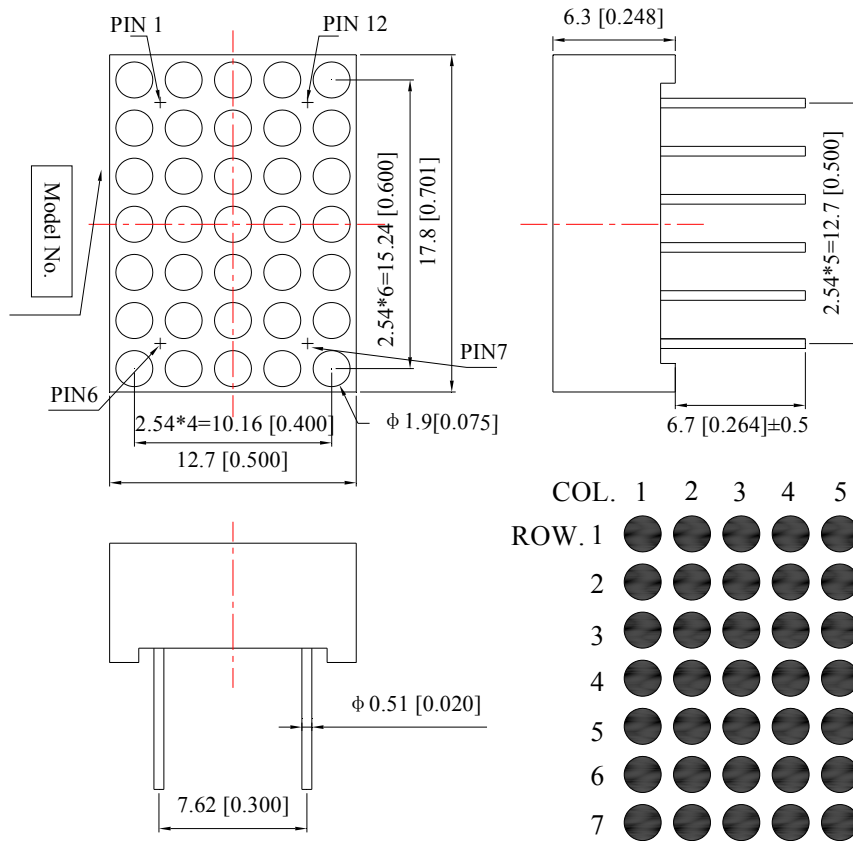 PIN 1
PIN 12
6.3 [0.248]
Model No.
2.54*6=15.24 [0.600]
17.8 [0.701]
2.54*5=12.7 [0.500]
PIN7
PIN6
2.54*4=10.16 [0.400]
ϕ 1.9[0.075]
12.7 [0.500]
6.7 [0.264]±0.5
COL. 1 2 3 4 5
ROW. 1
2
3
4
5
6
7
ϕ 0.51 [0.020]
7.62 [0.300]